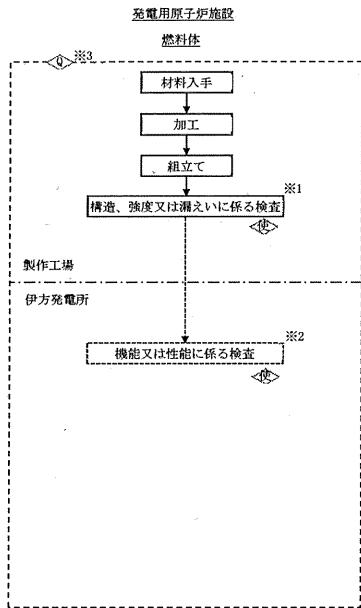 発電用原子炉施設
燃料体
Q ※3
材料入手
加工
組立て
※1
構造、強度又は漏えいに係る検査
使
製作工場
伊方発電所
※2
機能又は性能に係る検査
使